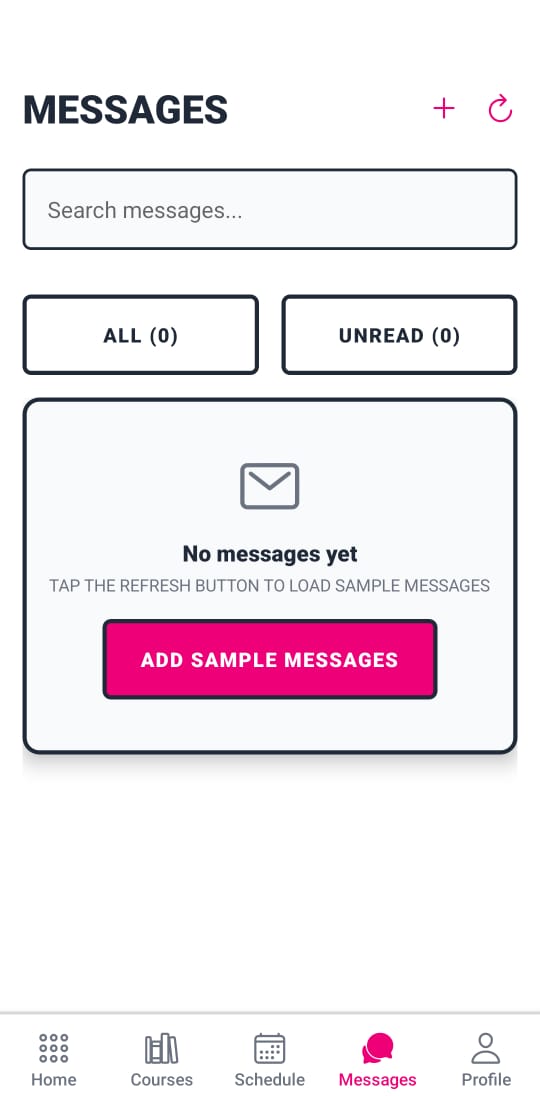 MESSAGES
Search messages...
ALL (0)
UNREAD (0)
No messages yet
TAP THE REFRESH BUTTON TO LOAD SAMPLE MESSAGES
ADD SAMPLE MESSAGES
Home
Courses
Schedule
Messages
Profile